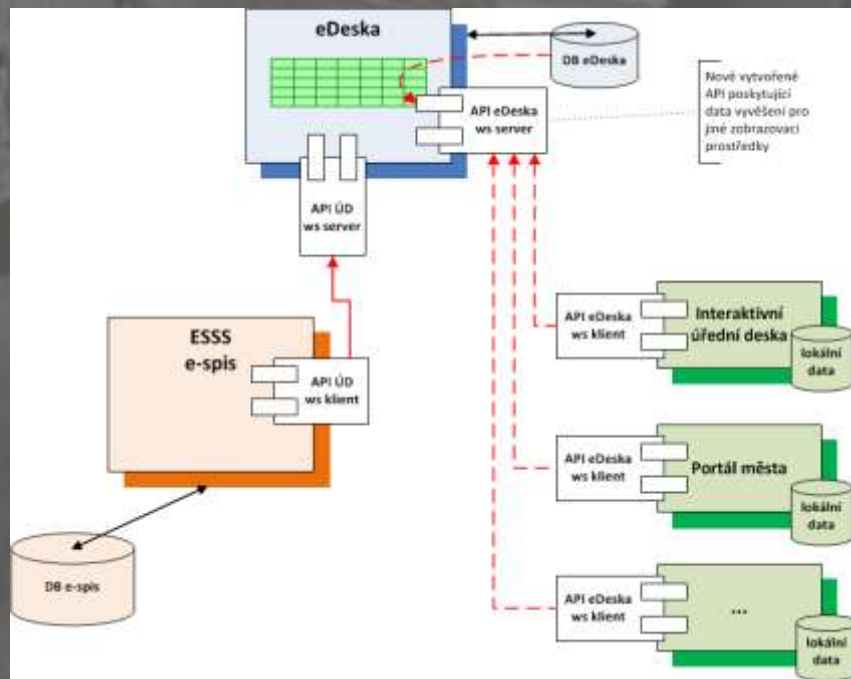 eDeska
DB eDeska
API eDeska
ws server
Nově vytvořené
API poskytující
data vyvěšení pro
jiné zobrazovací
prostředky
API ÚD
ws server
ESSS
e-spis
API ÚD
ws klient
DB e-spis
API eDeska
ws klient
Interaktivní
úřední deska
lokální
data
API eDeska
ws klient
Portál města
lokální
data
API eDeska
ws klient
...
lokální
data